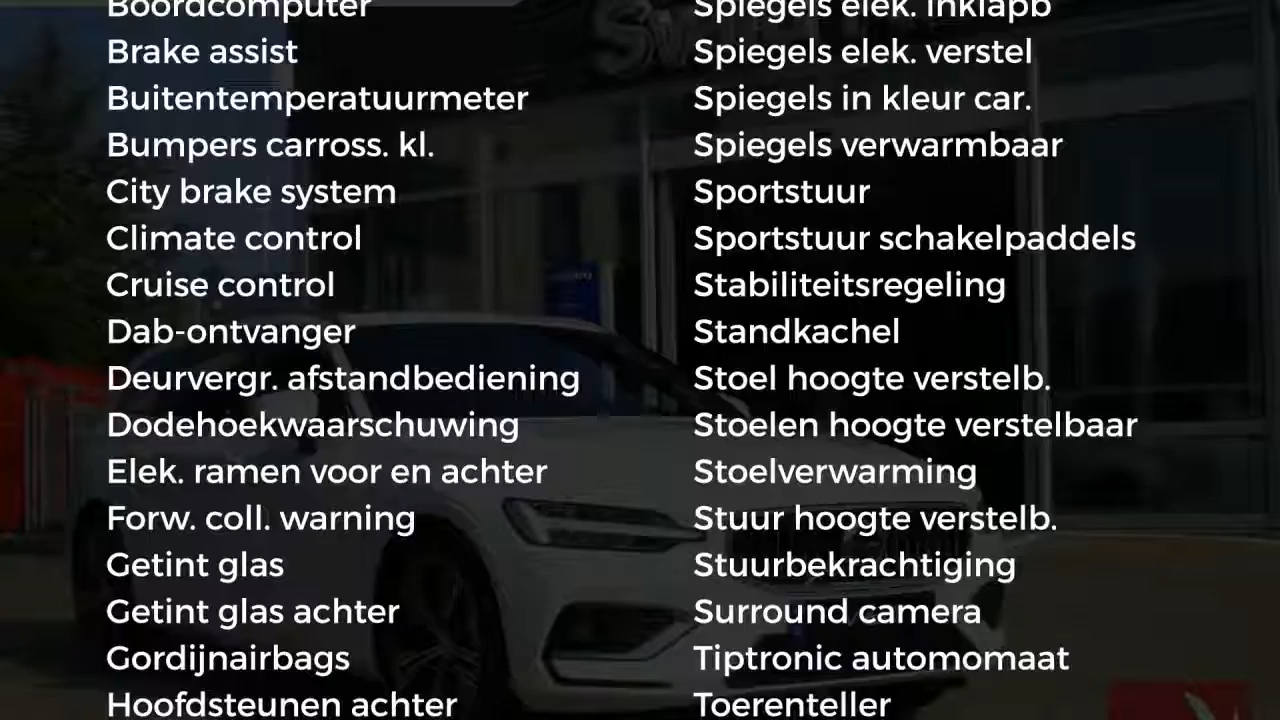 Boordcomputer
Brake assist
Buitentemperatuurmeter
Bumpers carross. kl.
City brake system
Climate control
Cruise control
Dab-ontvanger
Deurvergr. afstandbediening
Dodehoekwaarschuwing
Elek. ramen voor en achter
Forw. coll. warning
Getint glas
Getint glas achter
Gordijnairbags
Hoofdsteunen achter
Spiegels elek. inklapb
Spiegels elek. verstel
Spiegels in kleur car.
Spiegels verwarmbaar
Sportstuur
Sportstuur schakelpaddels
Stabiliteitsregeling
Standkachel
Stoel hoogte verstelb.
Stoelen hoogte verstelbaar
Stoelverwarming
Stuur hoogte verstelb.
Stuurbekrachtiging
Surround camera
Tiptronic automomaat
Toerenteller